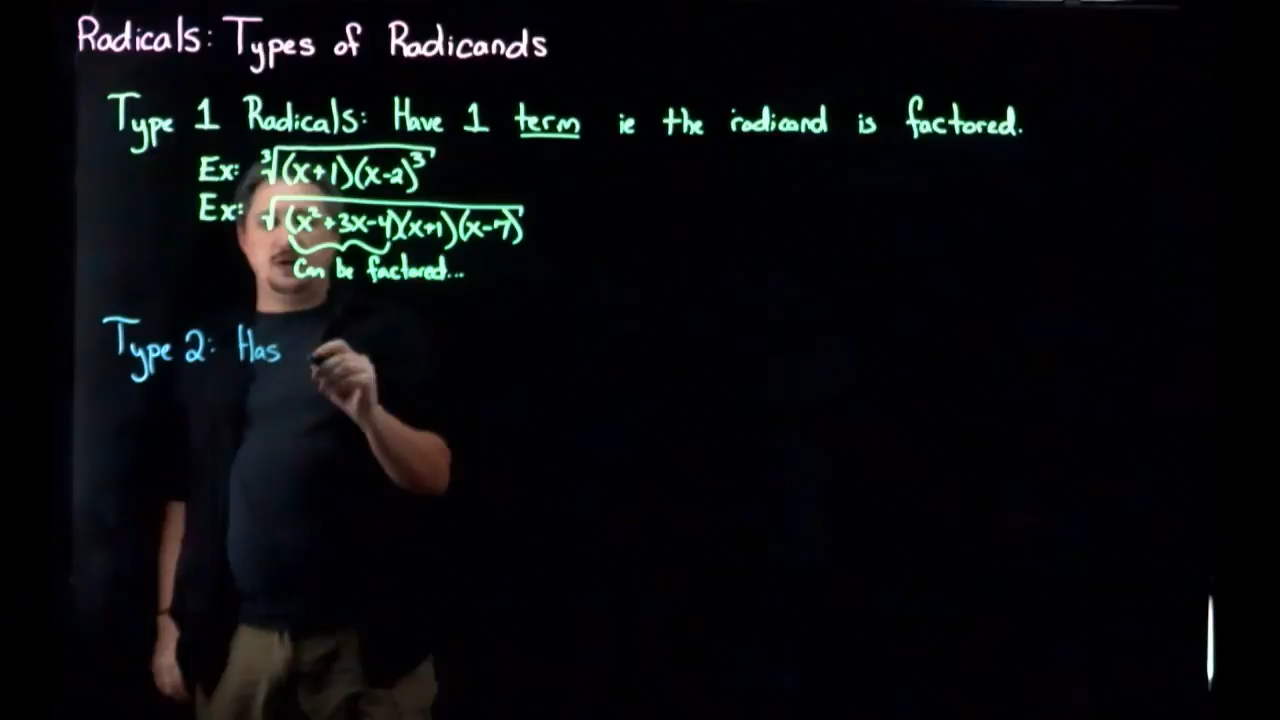 Radicals: Types of Radicands
Type 1 Radicals: Have 1 term ie the radicand is factored.
Ex: ∛((x+1)(x-2)³)
Ex: √((x²+3x-4)(x+1)(x-7))
Can be factored...
Type 2: Has